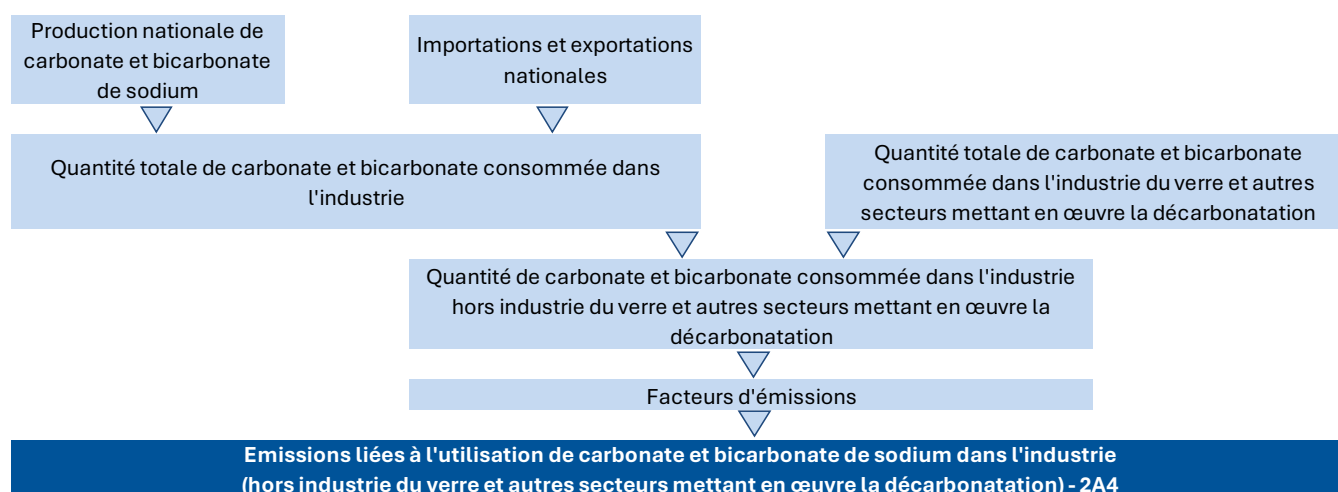 Production nationale de
carbonate et bicarbonate
de sodium
Importations et exportations
nationales
Quantité totale de carbonate et bicarbonate consommée dans
l'industrie
Quantité totale de carbonate et bicarbonate
consommée dans l'industrie du verre et autres
secteurs mettant en œuvre la décarbonatation
Quantité de carbonate et bicarbonate consommée dans l'industrie
hors industrie du verre et autres secteurs mettant en œuvre la
décarbonatation
Facteurs d'émissions
Emissions liées à l'utilisation de carbonate et bicarbonate de sodium dans l'industrie
(hors industrie du verre et autres secteurs mettant en œuvre la décarbonatation) - 2A4